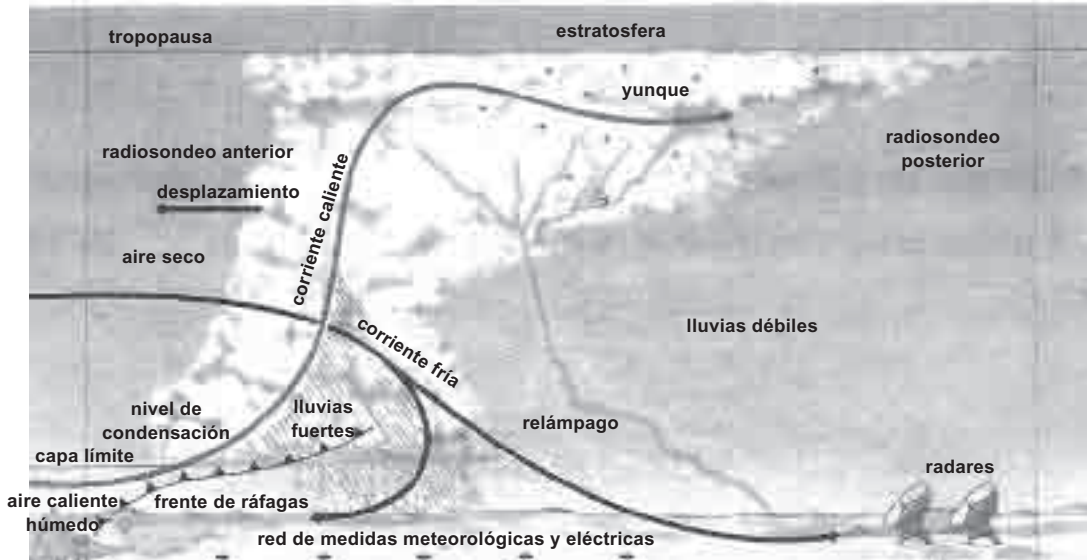 tropopausa
estratosfera
yunque
radiosondeo anterior
radiosondeo
posterior
desplazamiento
corriente caliente
aire seco
corriente fría
lluvias débiles
nivel de
condensación
lluvias
fuertes
relámpago
capa límite
radares
aire caliente
húmedo
frente de ráfagas
red de medidas meteorológicas y eléctricas